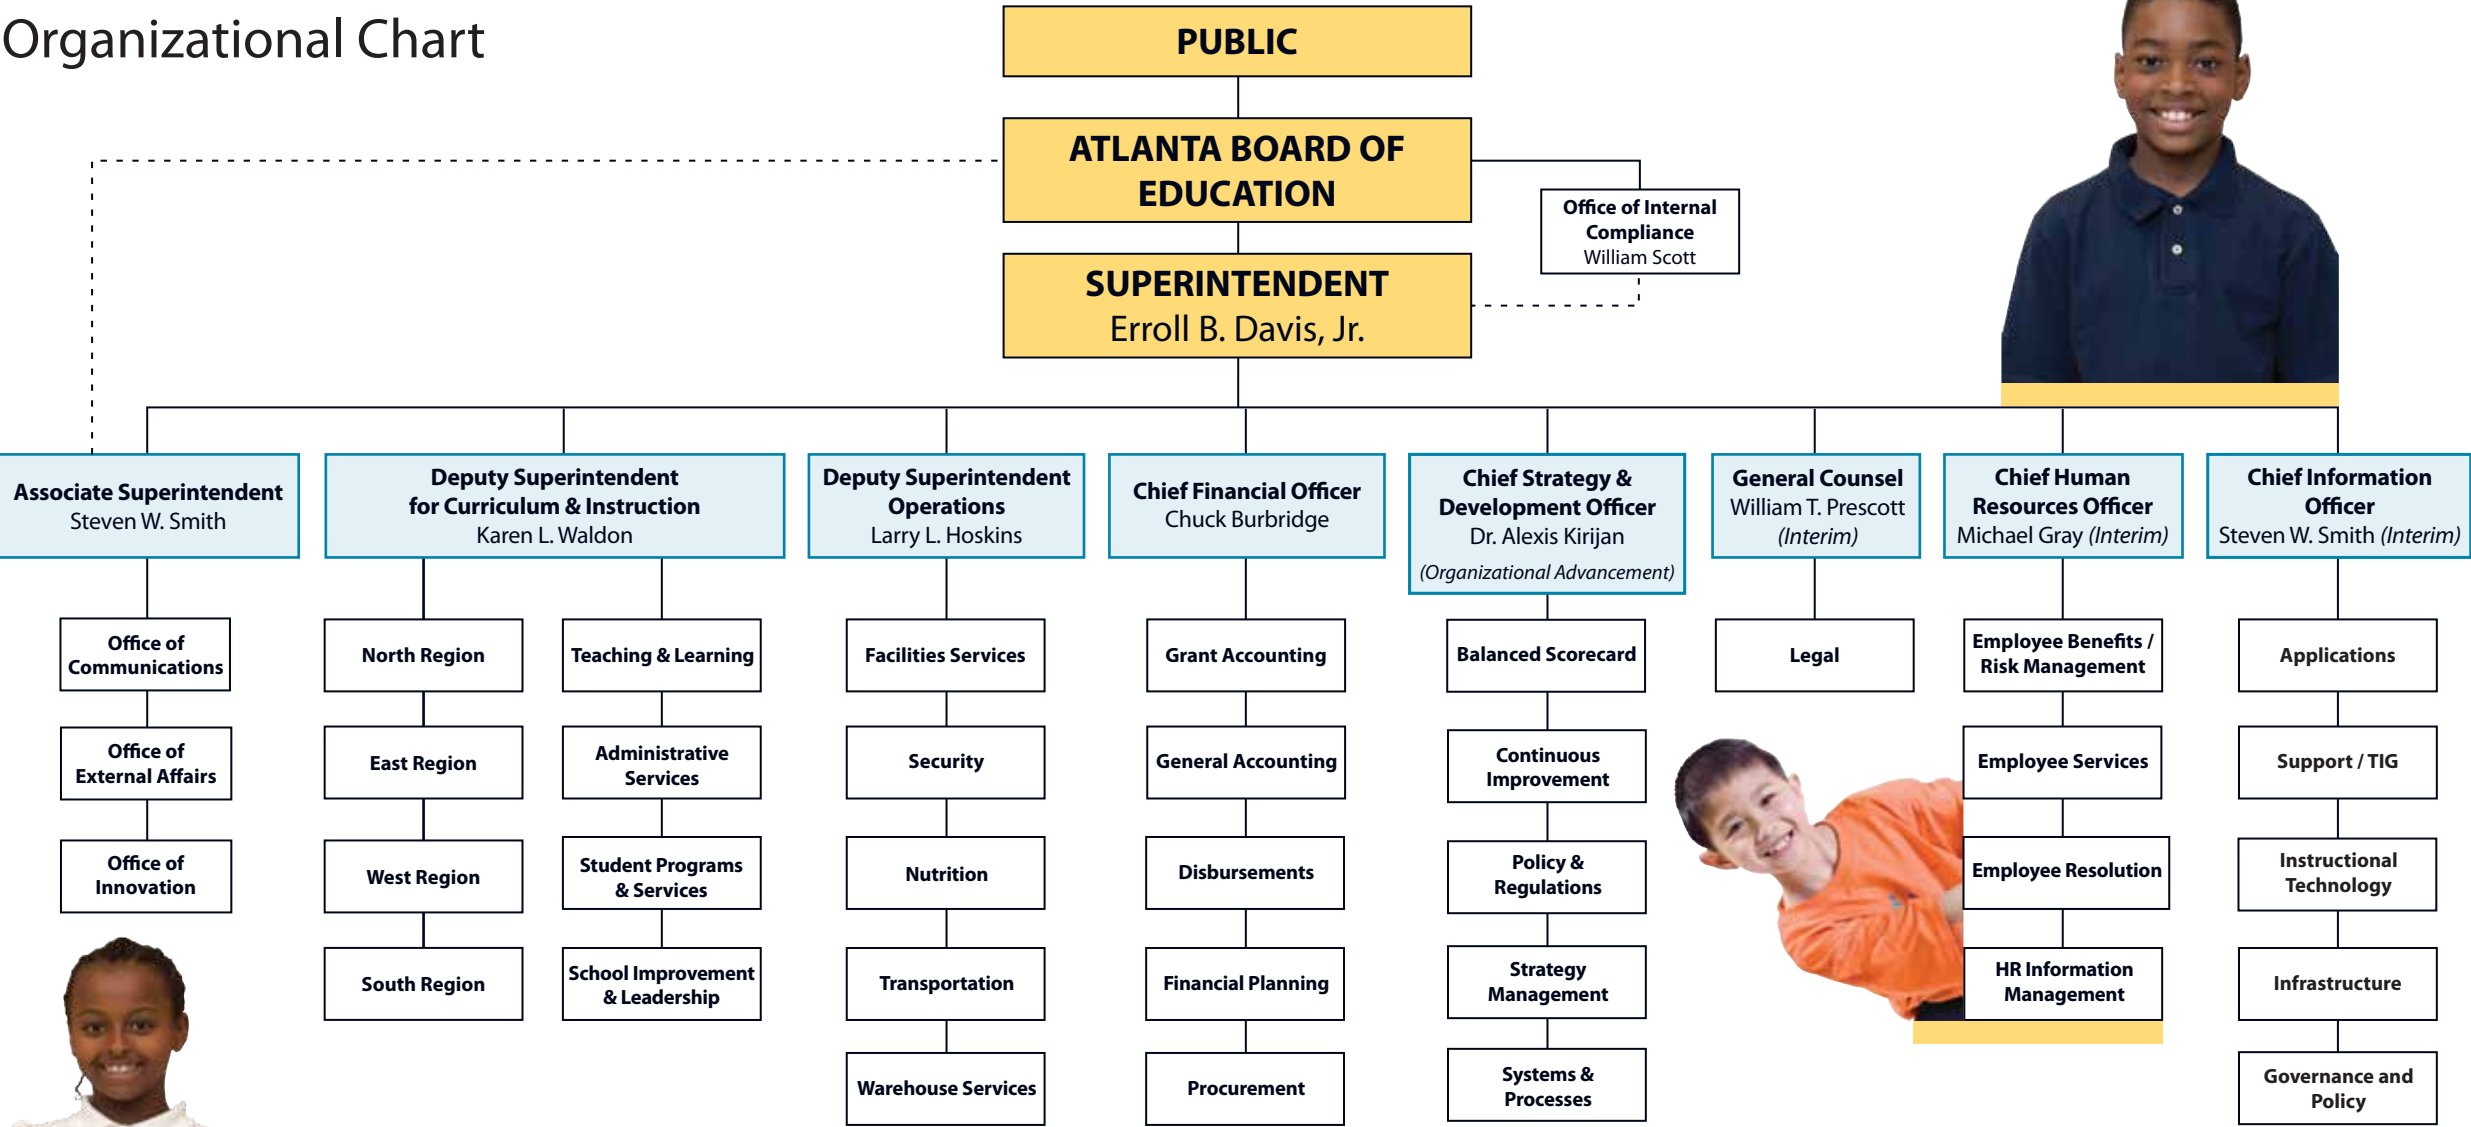 Organizational Chart
PUBLIC
ATLANTA BOARD OF
EDUCATION
Office of Internal
Compliance
William Scott
SUPERINTENDENT
Erroll B. Davis, Jr.
Associate Superintendent
Steven W. Smith
Deputy Superintendent
for Curriculum & Instruction
Karen L. Waldon
Deputy Superintendent
Operations
Larry L. Hoskins
Chief Financial Officer
Chuck Burbridge
Chief Strategy &
Development Officer
Dr. Alexis Kirijan
(Organizational Advancement)
General Counsel
William T. Prescott
(Interim)
Chief Human
Resources Officer
Michael Gray (Interim)
Chief Information
Officer
Steven W. Smith (Interim)
Office of
Communications
Office of
External Affairs
Office of
Innovation
North Region
East Region
West Region
South Region
Teaching & Learning
Administrative
Services
Student Programs
& Services
School Improvement
& Leadership
Facilities Services
Security
Nutrition
Transportation
Warehouse Services
Grant Accounting
General Accounting
Disbursements
Financial Planning
Procurement
Balanced Scorecard
Continuous
Improvement
Policy &
Regulations
Strategy
Management
Systems &
Processes
Legal
Employee Benefits /
Risk Management
Employee Services
Employee Resolution
HR Information
Management
Applications
Support / TIG
Instructional
Technology
Infrastructure
Governance and
Policy